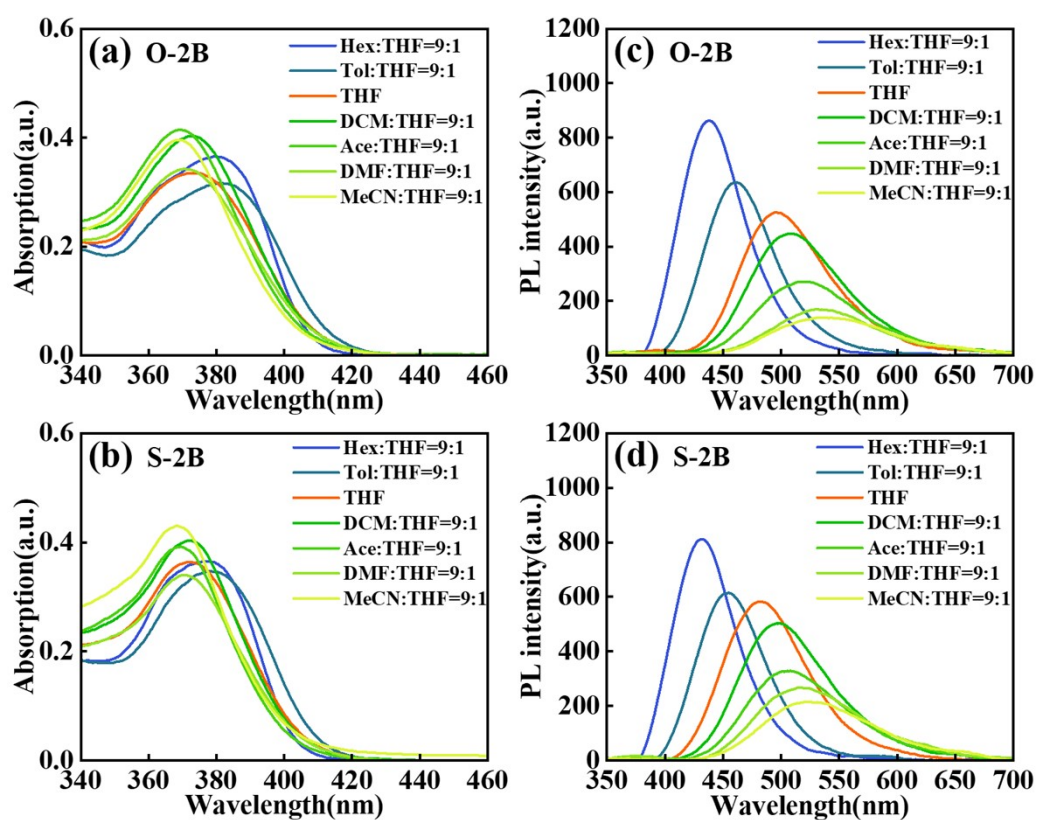 (a) O-2B
Hex:THF=9:1
Tol:THF=9:1
THF
DCM:THF=9:1
Ace:THF=9:1
DMF:THF=9:1
MeCN:THF=9:1
Absorption(a.u.)
0.6
0.4
0.2
0.0
340 360 380 400 420 440 460
Wavelength(nm)
(c) O-2B
Hex:THF=9:1
Tol:THF=9:1
THF
DCM:THF=9:1
Ace:THF=9:1
DMF:THF=9:1
MeCN:THF=9:1
PL intensity(a.u.)
1200
1000
800
600
400
200
0
350 400 450 500 550 600 650 700
Wavelength(nm)
(b) S-2B
Hex:THF=9:1
Tol:THF=9:1
THF
DCM:THF=9:1
Ace:THF=9:1
DMF:THF=9:1
MeCN:THF=9:1
Absorption(a.u.)
0.6
0.4
0.2
0.0
340 360 380 400 420 440 460
Wavelength(nm)
(d) S-2B
Hex:THF=9:1
Tol:THF=9:1
THF
DCM:THF=9:1
Ace:THF=9:1
DMF:THF=9:1
MeCN:THF=9:1
PL intensity(a.u.)
1200
1000
800
600
400
200
0
350 400 450 500 550 600 650 700
Wavelength(nm)